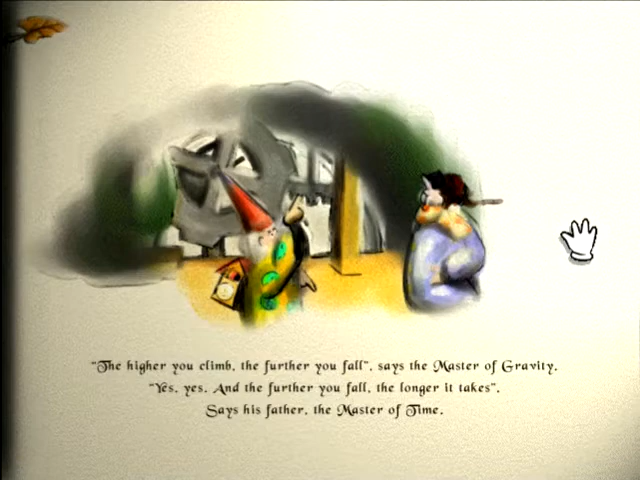 "The higher you climb, the further you fall", says the Master of Gravity.
"Yes, yes. And the further you fall, the longer it takes",
Says his father, the Master of Time.